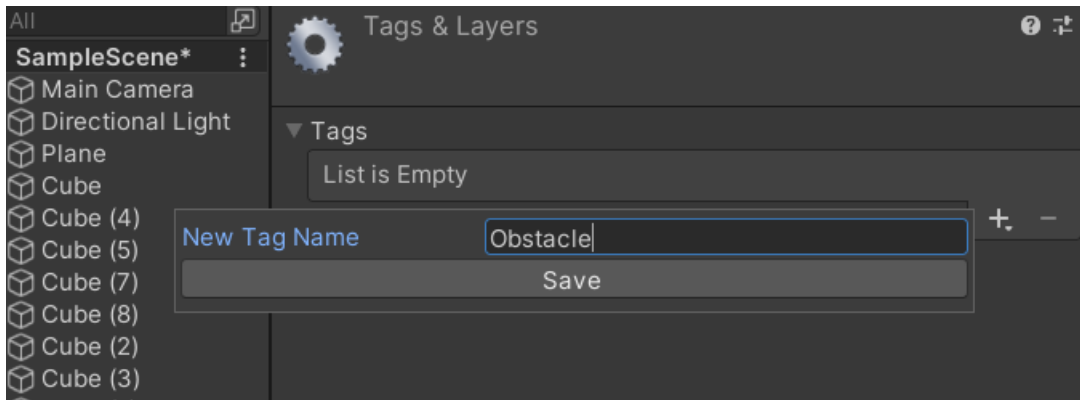 All
SampleScene*
Main Camera
Directional Light
Plane
Cube
Cube (4)
Cube (5)
Cube (7)
Cube (8)
Cube (2)
Cube (3)
Tags & Layers
Tags
List is Empty
New Tag Name
Obstacle
Save